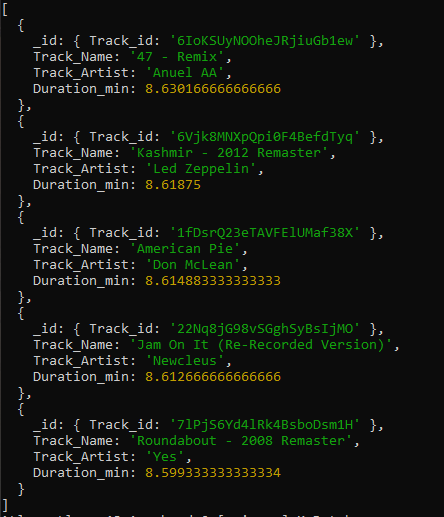 [
  {
    _id: { Track_id: '6IoKSUyNOOheJRjiuGb1ew' },
    Track_Name: '47 - Remix',
    Track_Artist: 'Anuel AA',
    Duration_min: 8.630166666666666
  },
  {
    _id: { Track_id: '6Vjk8MNXpQpi0F4BefdTyq' },
    Track_Name: 'Kashmir - 2012 Remaster',
    Track_Artist: 'Led Zeppelin',
    Duration_min: 8.61875
  },
  {
    _id: { Track_id: '1fDsrQ23eTAVFElUMaf38X' },
    Track_Name: 'American Pie',
    Track_Artist: 'Don McLean',
    Duration_min: 8.614883333333333
  },
  {
    _id: { Track_id: '22Nq8jG98vSGghSyBsIjMO' },
    Track_Name: 'Jam On It (Re-Recorded Version)',
    Track_Artist: 'Newcleus',
    Duration_min: 8.612666666666666
  },
  {
    _id: { Track_id: '7lPjS6Yd4lRk4BsboDsm1H' },
    Track_Name: 'Roundabout - 2008 Remaster',
    Track_Artist: 'Yes',
    Duration_min: 8.599333333333334
  }
]